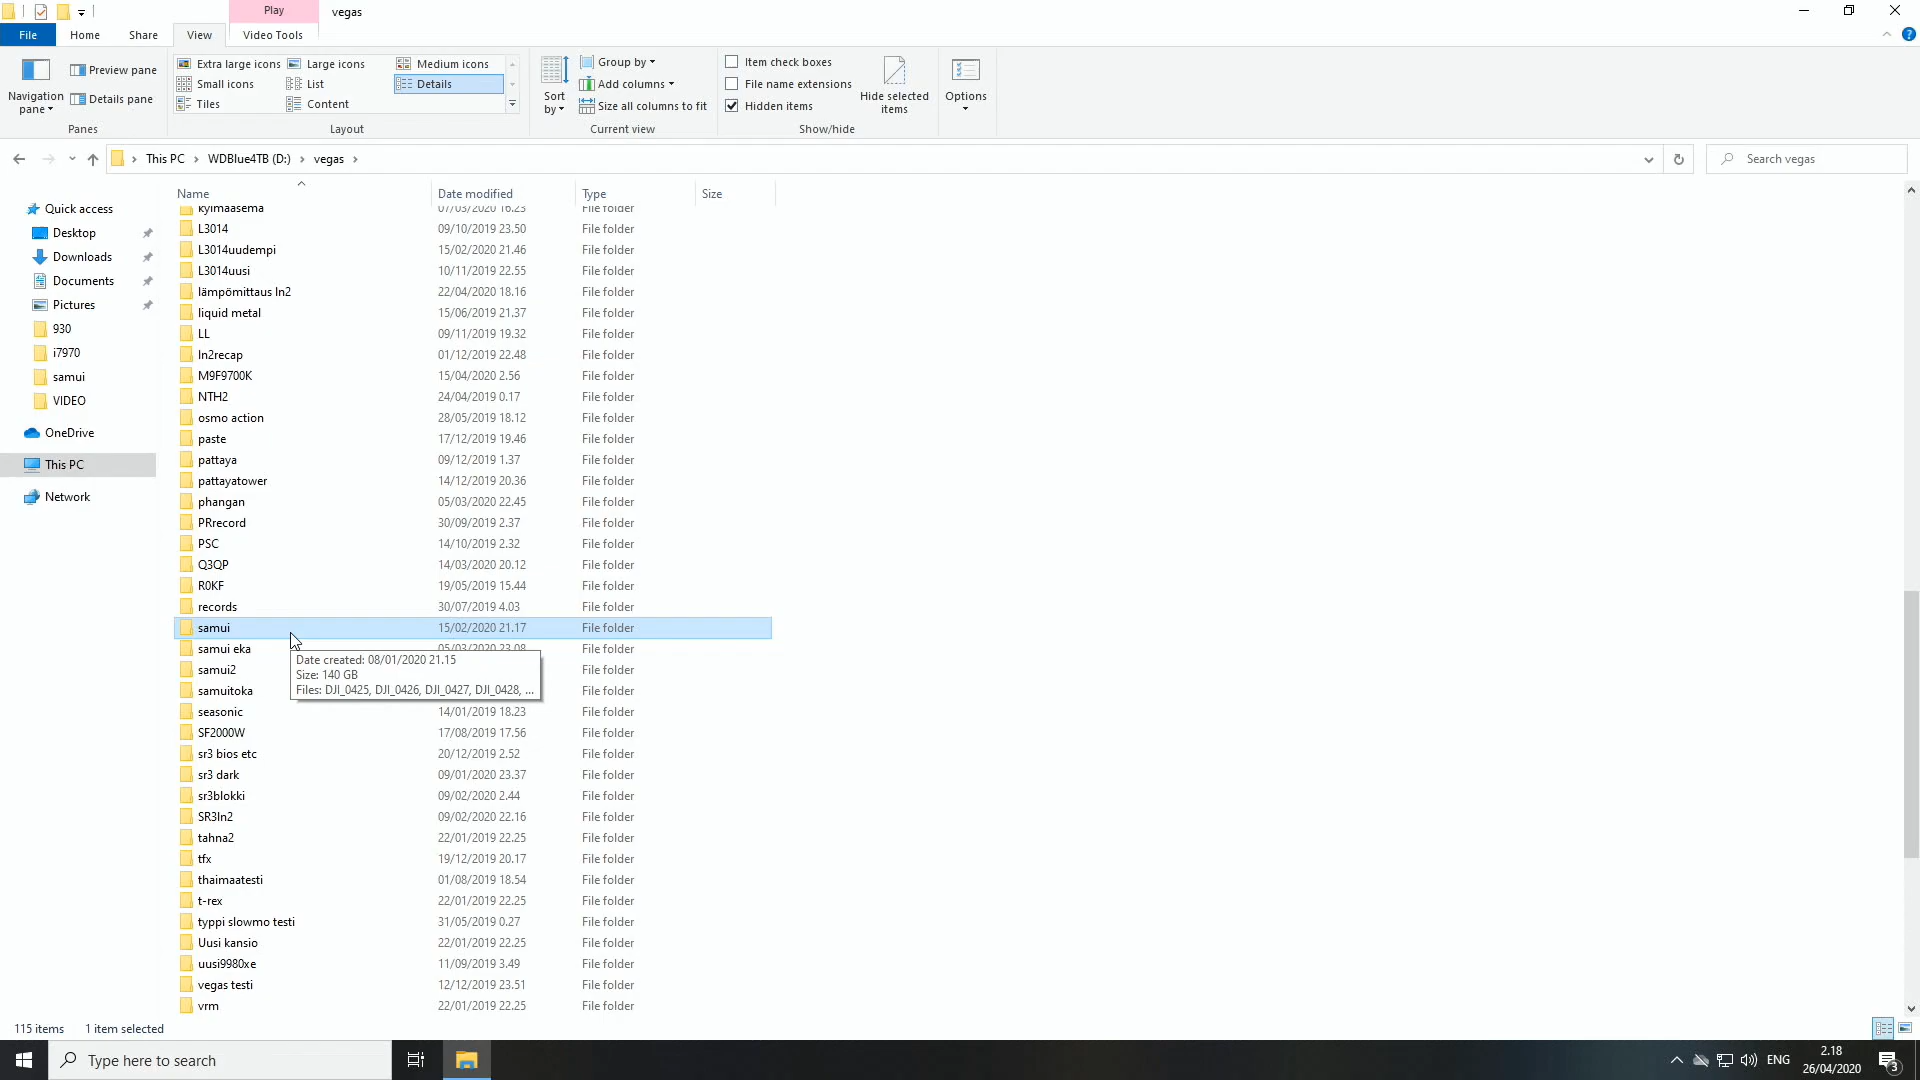 Play
vegas
File
Home
Share
View
Video Tools
Navigation pane
Preview pane
Details pane
Panes
Extra large icons
Large icons
Medium icons
Small icons
List
Details
Tiles
Content
Layout
Sort by
Group by
Add columns
Size all columns to fit
Current view
Item check boxes
File name extensions
Hidden items
Hide selected items
Show/hide
Options
This PC > WDBlue4TB (D:) > vegas >
Search vegas
Name Date modified Type Size
Quick access
Desktop
Downloads
Documents
Pictures
930
i7970
samui
VIDEO
OneDrive
This PC
Network
kylmaasema 07/03/2020 16.23 File folder
L3014 09/10/2019 23.50 File folder
L3014uudempi 15/02/2020 21.46 File folder
L3014uusi 10/11/2019 22.55 File folder
lämpömittaus ln2 22/04/2020 18.16 File folder
liquid metal 15/06/2019 21.37 File folder
LL 09/11/2019 19.32 File folder
ln2recap 01/12/2019 22.48 File folder
M9F9700K 15/04/2020 2.56 File folder
NTH2 24/04/2019 0.17 File folder
osmo action 28/05/2019 18.12 File folder
paste 17/12/2019 19.46 File folder
pattaya 09/12/2019 1.37 File folder
pattayatower 14/12/2019 20.36 File folder
phangan 05/03/2020 22.45 File folder
PRrecord 30/09/2019 2.37 File folder
PSC 14/10/2019 2.32 File folder
Q3QP 14/03/2020 20.12 File folder
R0KF 19/05/2019 15.44 File folder
records 30/07/2019 4.03 File folder
samui 15/02/2020 21.17 File folder
samui eka 05/03/2020 23.08 File folder
samui2 File folder
samuitoka File folder
Date created: 08/01/2020 21.15
Size: 140 GB
Files: DJI_0425, DJI_0426, DJI_0427, DJI_0428, ...
seasonic 14/01/2019 18.23 File folder
SF2000W 17/08/2019 17.56 File folder
sr3 bios etc 20/12/2019 2.52 File folder
sr3 dark 09/01/2020 23.37 File folder
sr3blokki 09/02/2020 2.44 File folder
SR3ln2 09/02/2020 22.16 File folder
tahna2 22/01/2019 22.25 File folder
tfx 19/12/2019 20.17 File folder
thaimaatesti 01/08/2019 18.54 File folder
t-rex 22/01/2019 22.25 File folder
typpi slowmo testi 31/05/2019 0.27 File folder
Uusi kansio 22/01/2019 22.25 File folder
uusi9980xe 11/09/2019 3.49 File folder
vegas testi 12/12/2019 23.51 File folder
vrm 22/01/2019 22.25 File folder
115 items 1 item selected
Type here to search
ENG
2.18
26/04/2020
3